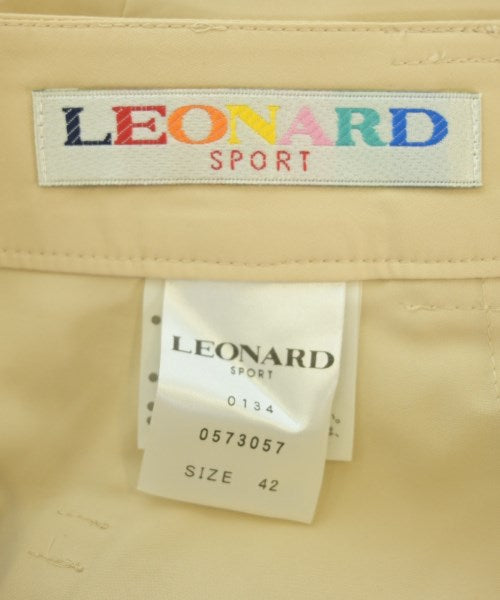 LEONARD
SPORT
LEONARD
SPORT
0134
0573057
SIZE 42